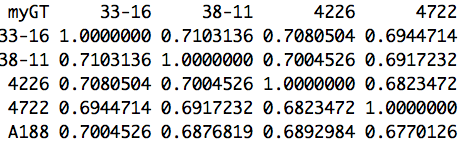 myGT 33-16 38-11 4226 4722
33-16 1.0000000 0.7103136 0.7080504 0.6944714
38-11 0.7103136 1.0000000 0.7004526 0.6917232
4226 0.7080504 0.7004526 1.0000000 0.6823472
4722 0.6944714 0.6917232 0.6823472 1.0000000
A188 0.7004526 0.6876819 0.6892984 0.6770126